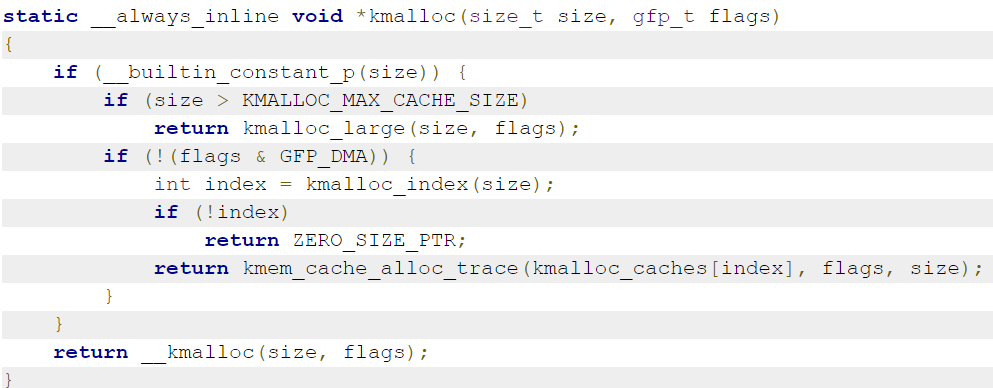 static __always_inline void *kmalloc(size_t size, gfp_t flags)
{
    if (__builtin_constant_p(size)) {
        if (size > KMALLOC_MAX_CACHE_SIZE)
            return kmalloc_large(size, flags);
        if (!(flags & GFP_DMA)) {
            int index = kmalloc_index(size);
            if (!index)
                return ZERO_SIZE_PTR;
            return kmem_cache_alloc_trace(kmalloc_caches[index], flags, size);
        }
    }
    return __kmalloc(size, flags);
}